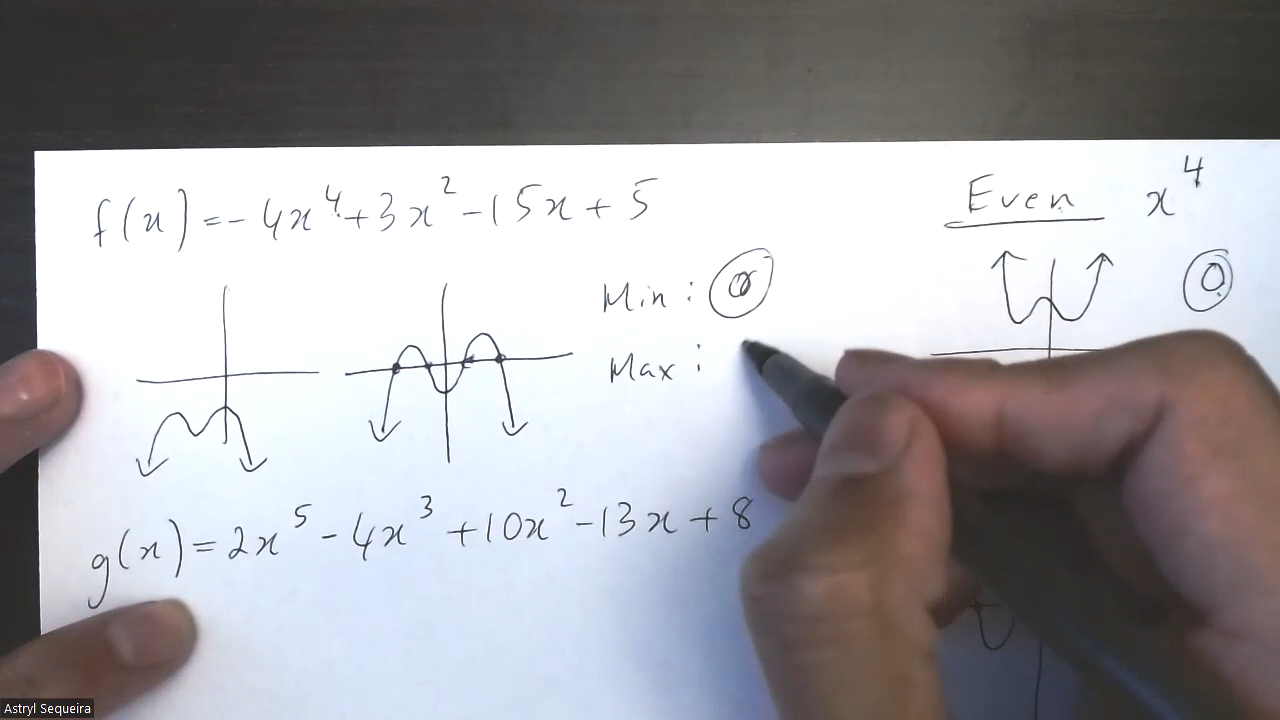 f(x) = - 4x⁴ + 3x² - 15x + 5
Even x⁴
Min : 0
0
Max :
g(x) = 2x⁵ - 4x³ + 10x² - 13x + 8
Astryl Sequeira